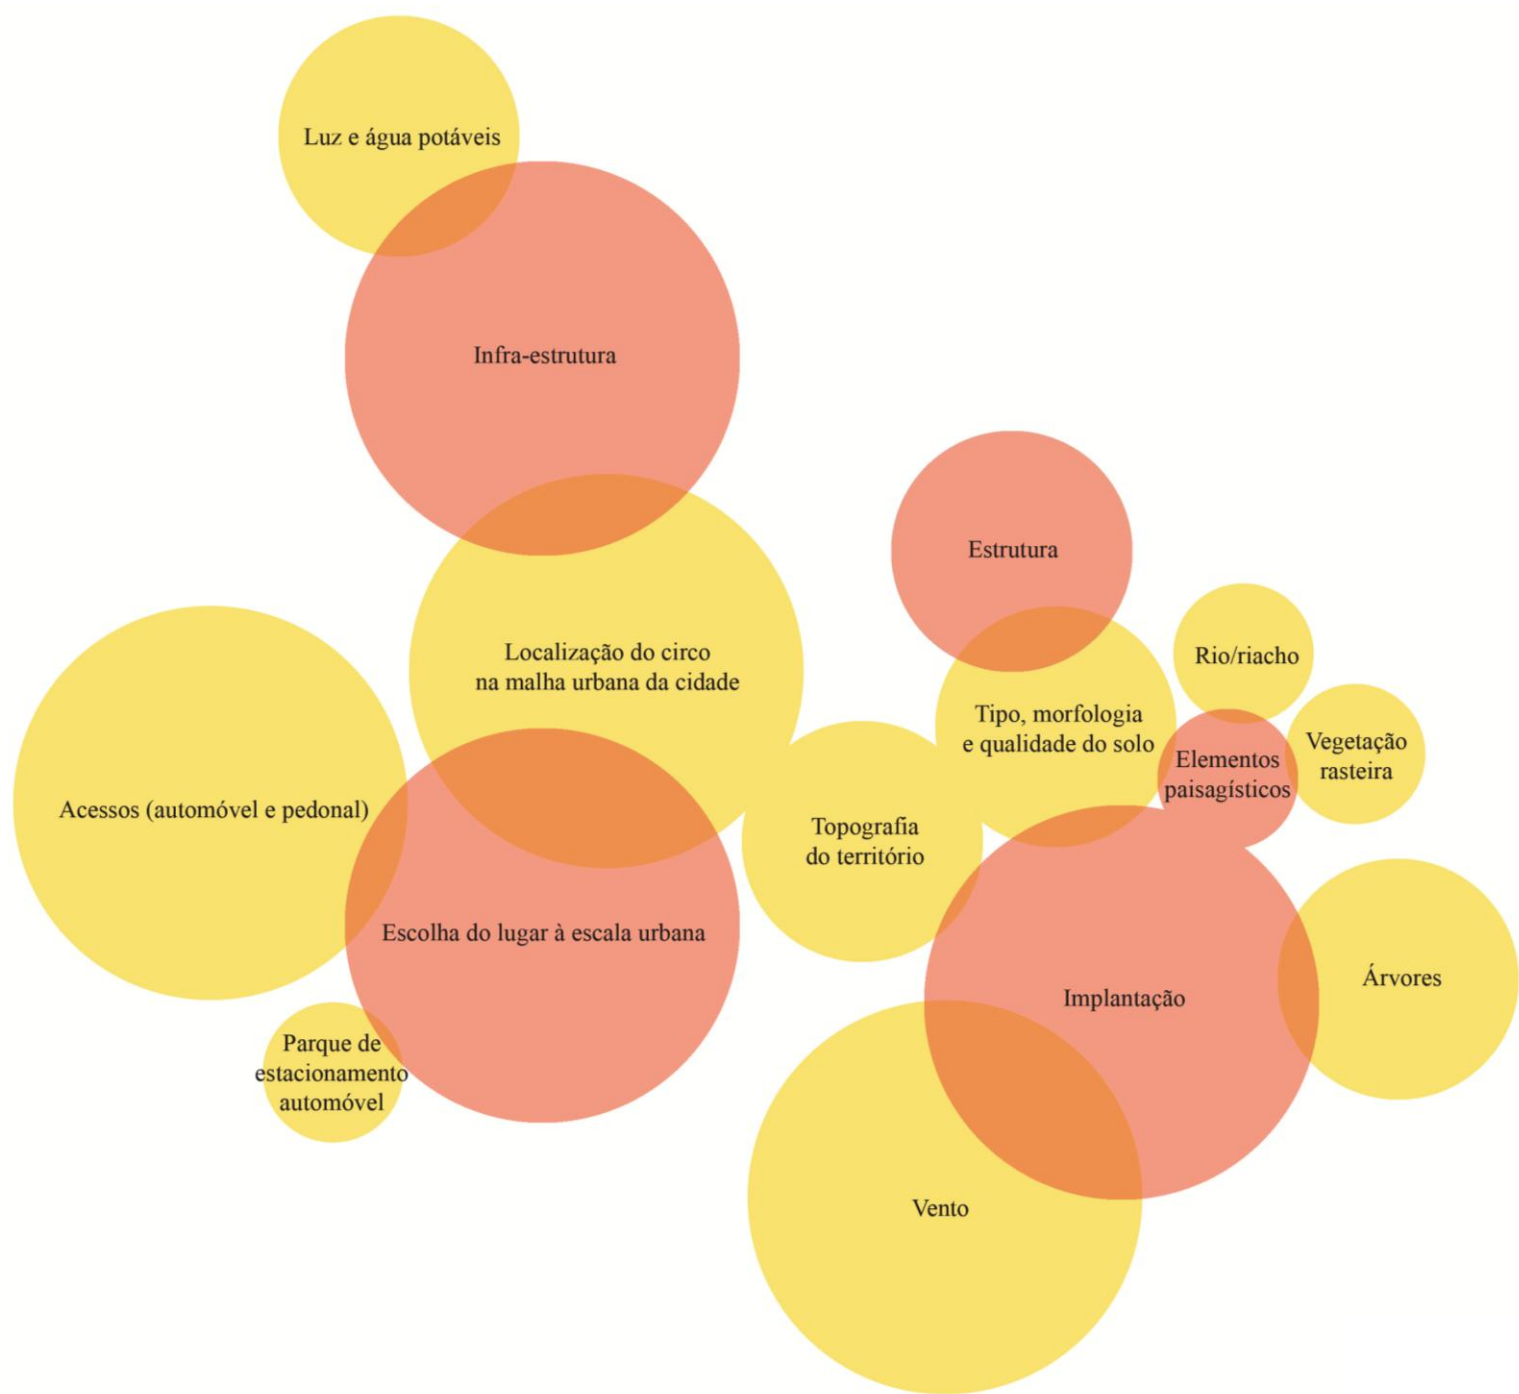 Luz e água potáveis
Infra-estrutura
Estrutura
Localização do circo
na malha urbana da cidade
Rio/riacho
Tipo, morfologia
e qualidade do solo
Vegetação
rasteira
Elementos
paisagísticos
Acessos (automóvel e pedonal)
Topografia
do território
Escolha do lugar à escala urbana
Árvores
Implantação
Parque de
estacionamento
automóvel
Vento